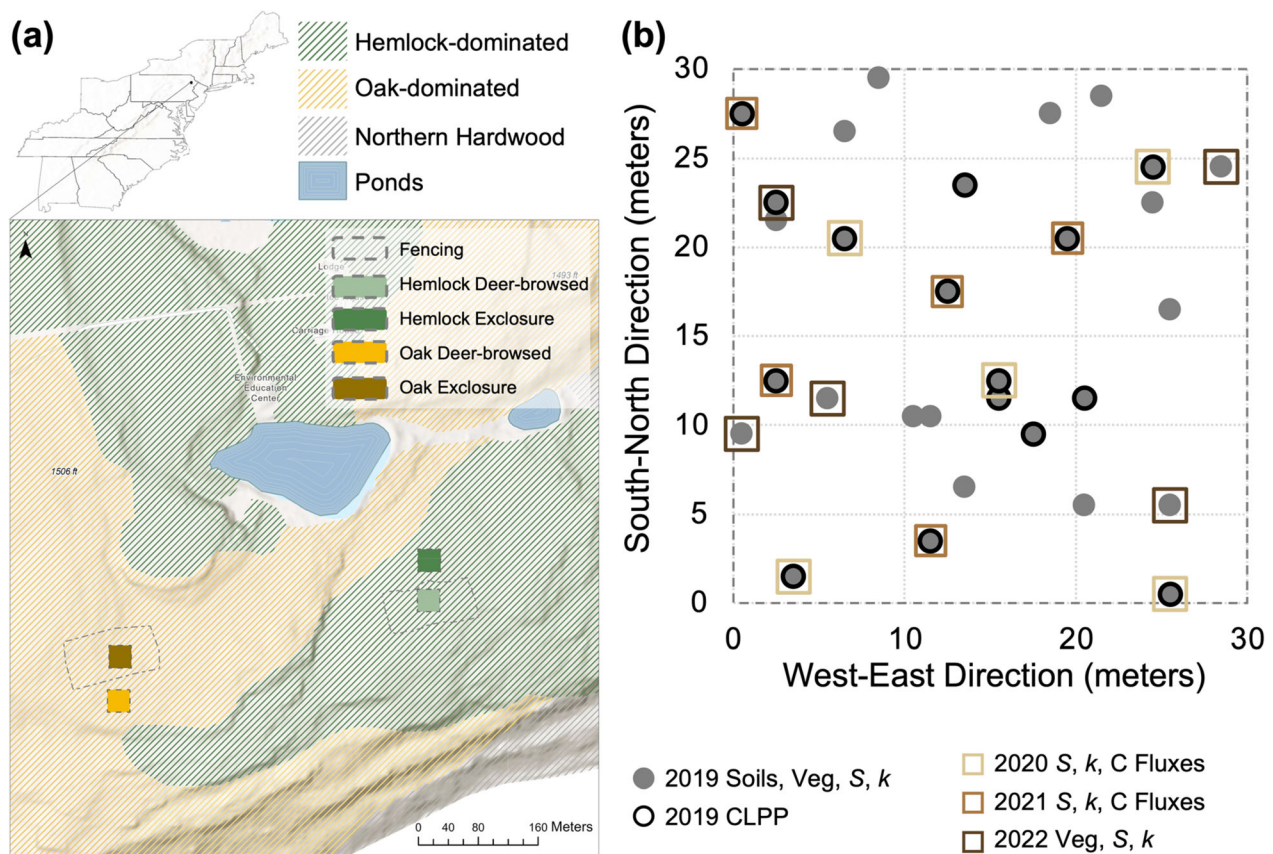 (a)
Hemlock-dominated
Oak-dominated
Northern Hardwood
Ponds
N
Fencing
Lodge
1493 ft
Hemlock Deer-browsed
Hemlock Exclosure
Carriage
Oak Deer-browsed
Oak Exclosure
Environmental
Education
Center
1506 ft
0 40 80 160 Meters
(b)
South-North Direction (meters)
30
25
20
15
10
5
0
0 10 20 30
West-East Direction (meters)
2019 Soils, Veg, S, k
2019 CLPP
2020 S, k, C Fluxes
2021 S, k, C Fluxes
2022 Veg, S, k